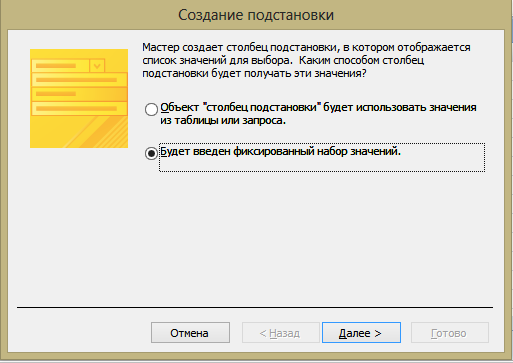 Создание подстановки
Мастер создает столбец подстановки, в котором отображается
список значений для выбора. Каким способом столбец
подстановки будет получать эти значения?
Объект "столбец подстановки" будет использовать значения
из таблицы или запроса.
Будет введен фиксированный набор значений.
Отмена
< Назад
Далее >
Готово